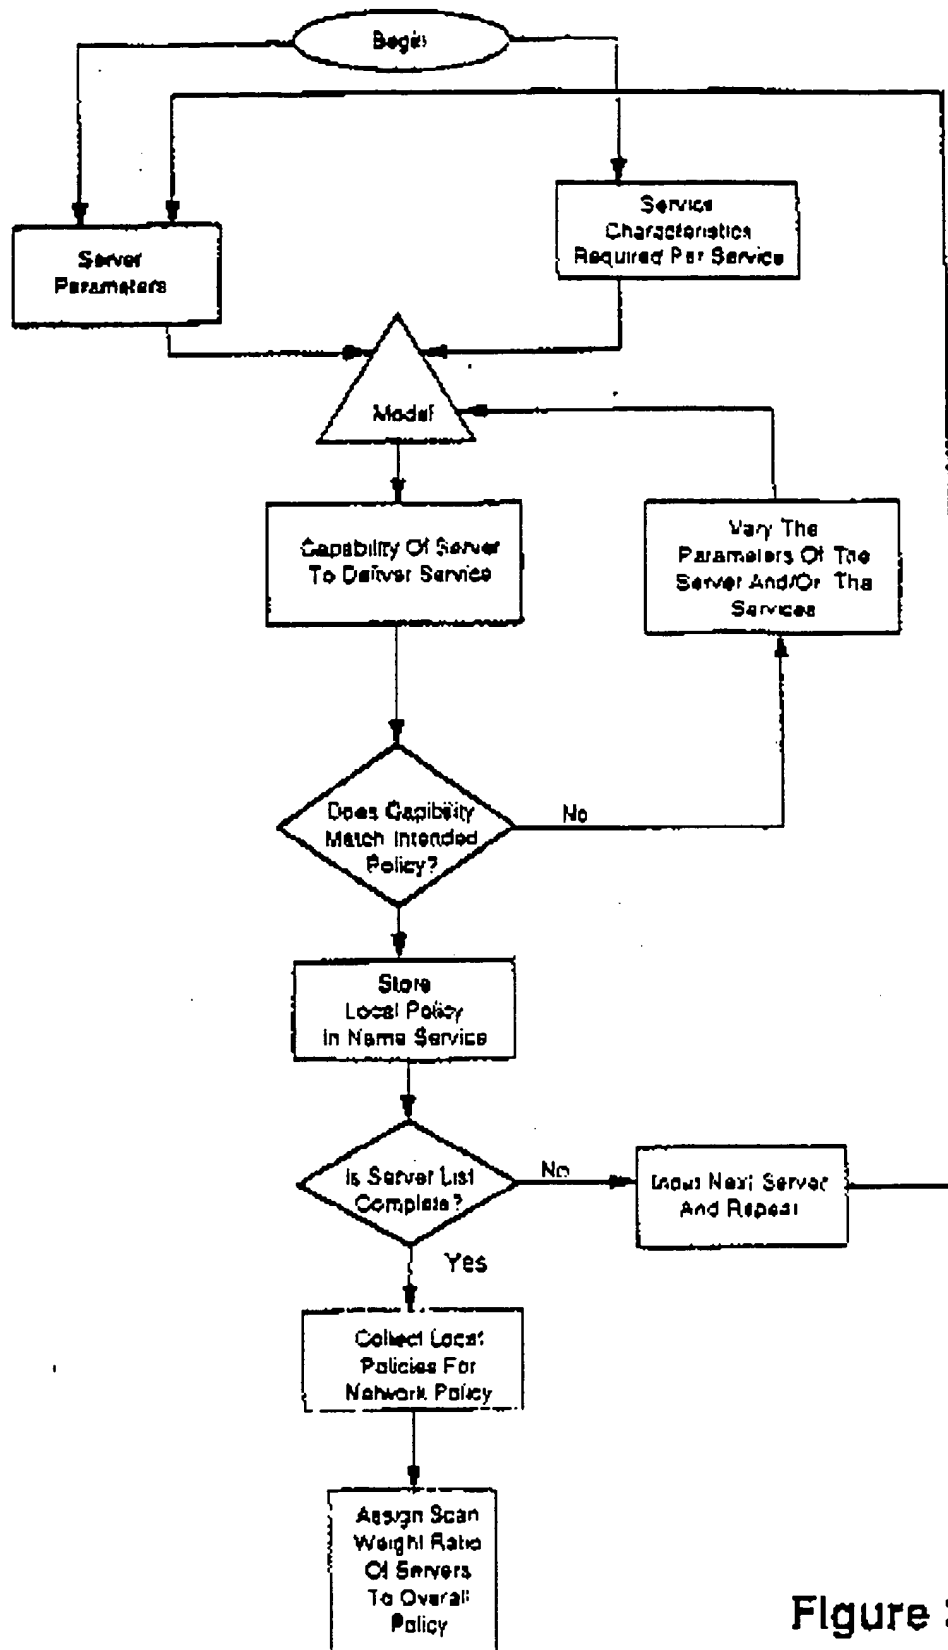 Begin
Server
Parameters
Service
Characteristics
Required Per Service
Model
Capability Of Server
To Deliver Service
Vary The
Parameters Of The
Server And/Or The
Services
Does Capibility
Match Intended
Policy?
No
Store
Local Policy
In Name Service
Is Server List
Complete?
No
Input Next Server
And Repeat
Yes
Collect Local
Policies For
Network Policy
Assign Scan
Weight Ratio
Of Servers
To Overall
Policy
Figure